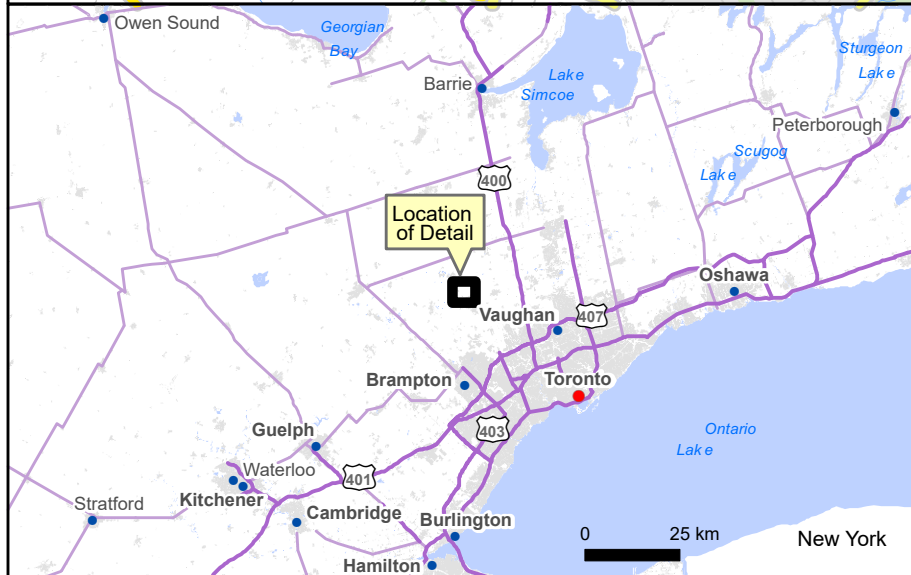 Owen Sound
Georgian
Bay
Barrie
Lake
Simcoe
Sturgeon
Lake
Peterborough
Scugog
Lake
400
Location
of Detail
Oshawa
Vaughan
407
Brampton
Toronto
403
Guelph
Ontario
Lake
Waterloo
401
Kitchener
Stratford
Cambridge
Burlington
0 25 km
New York
Hamilton